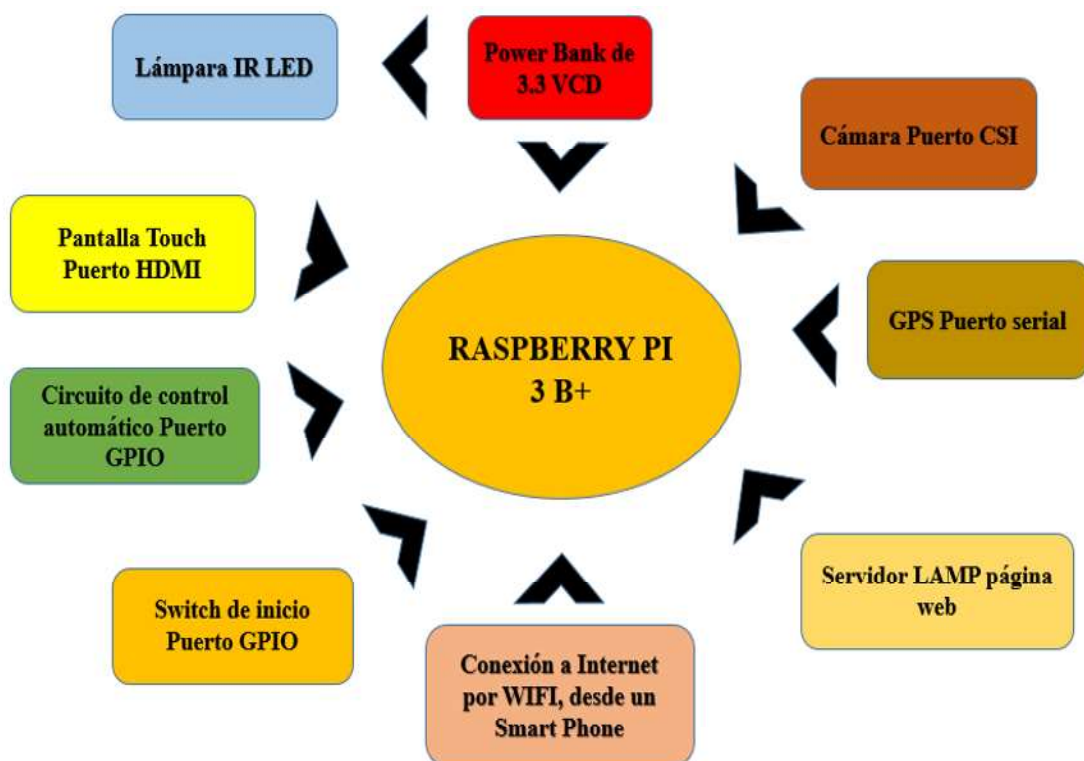 Lámpara IR LED
Power Bank de
3.3 VCD
Cámara Puerto CSI
Pantalla Touch
Puerto HDMI
GPS Puerto serial
RASPBERRY PI
3 B+
Circuito de control
automático Puerto
GPIO
Servidor LAMP página
web
Switch de inicio
Puerto GPIO
Conexión a Internet
por WIFI, desde un
Smart Phone